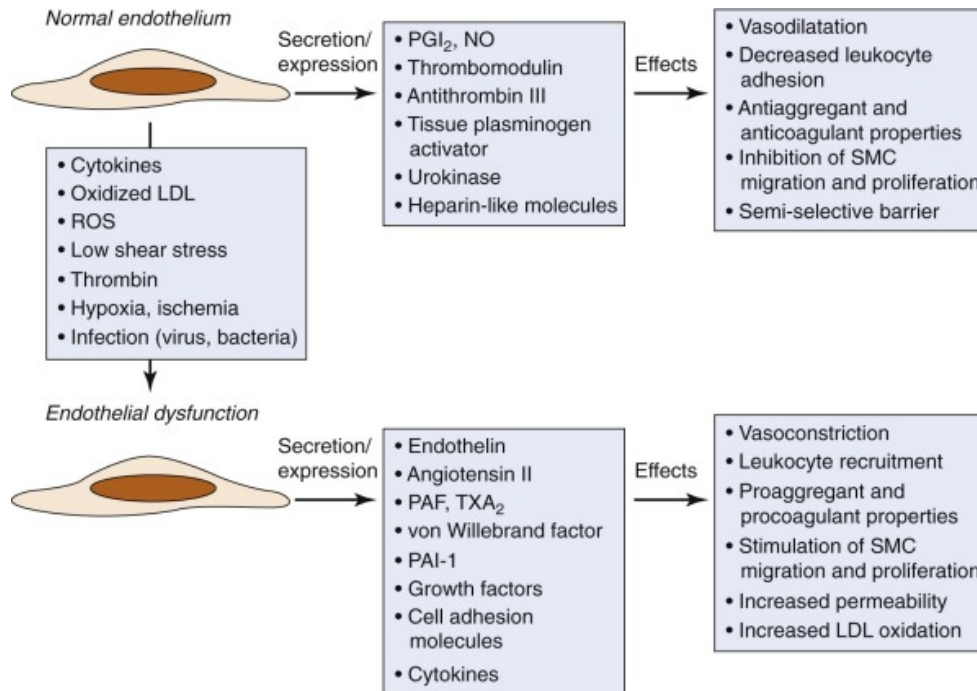 Normal endothelium
Secretion/
expression
• PGI₂, NO
• Thrombomodulin
• Antithrombin III
• Tissue plasminogen
activator
• Urokinase
• Heparin-like molecules
Effects
• Vasodilatation
• Decreased leukocyte
adhesion
• Antiaggregant and
anticoagulant properties
• Inhibition of SMC
migration and proliferation
• Semi-selective barrier
• Cytokines
• Oxidized LDL
• ROS
• Low shear stress
• Thrombin
• Hypoxia, ischemia
• Infection (virus, bacteria)
Endothelial dysfunction
Secretion/
expression
• Endothelin
• Angiotensin II
• PAF, TXA₂
• von Willebrand factor
• PAI-1
• Growth factors
• Cell adhesion
molecules
• Cytokines
Effects
• Vasoconstriction
• Leukocyte recruitment
• Proaggregant and
procoagulant properties
• Stimulation of SMC
migration and proliferation
• Increased permeability
• Increased LDL oxidation